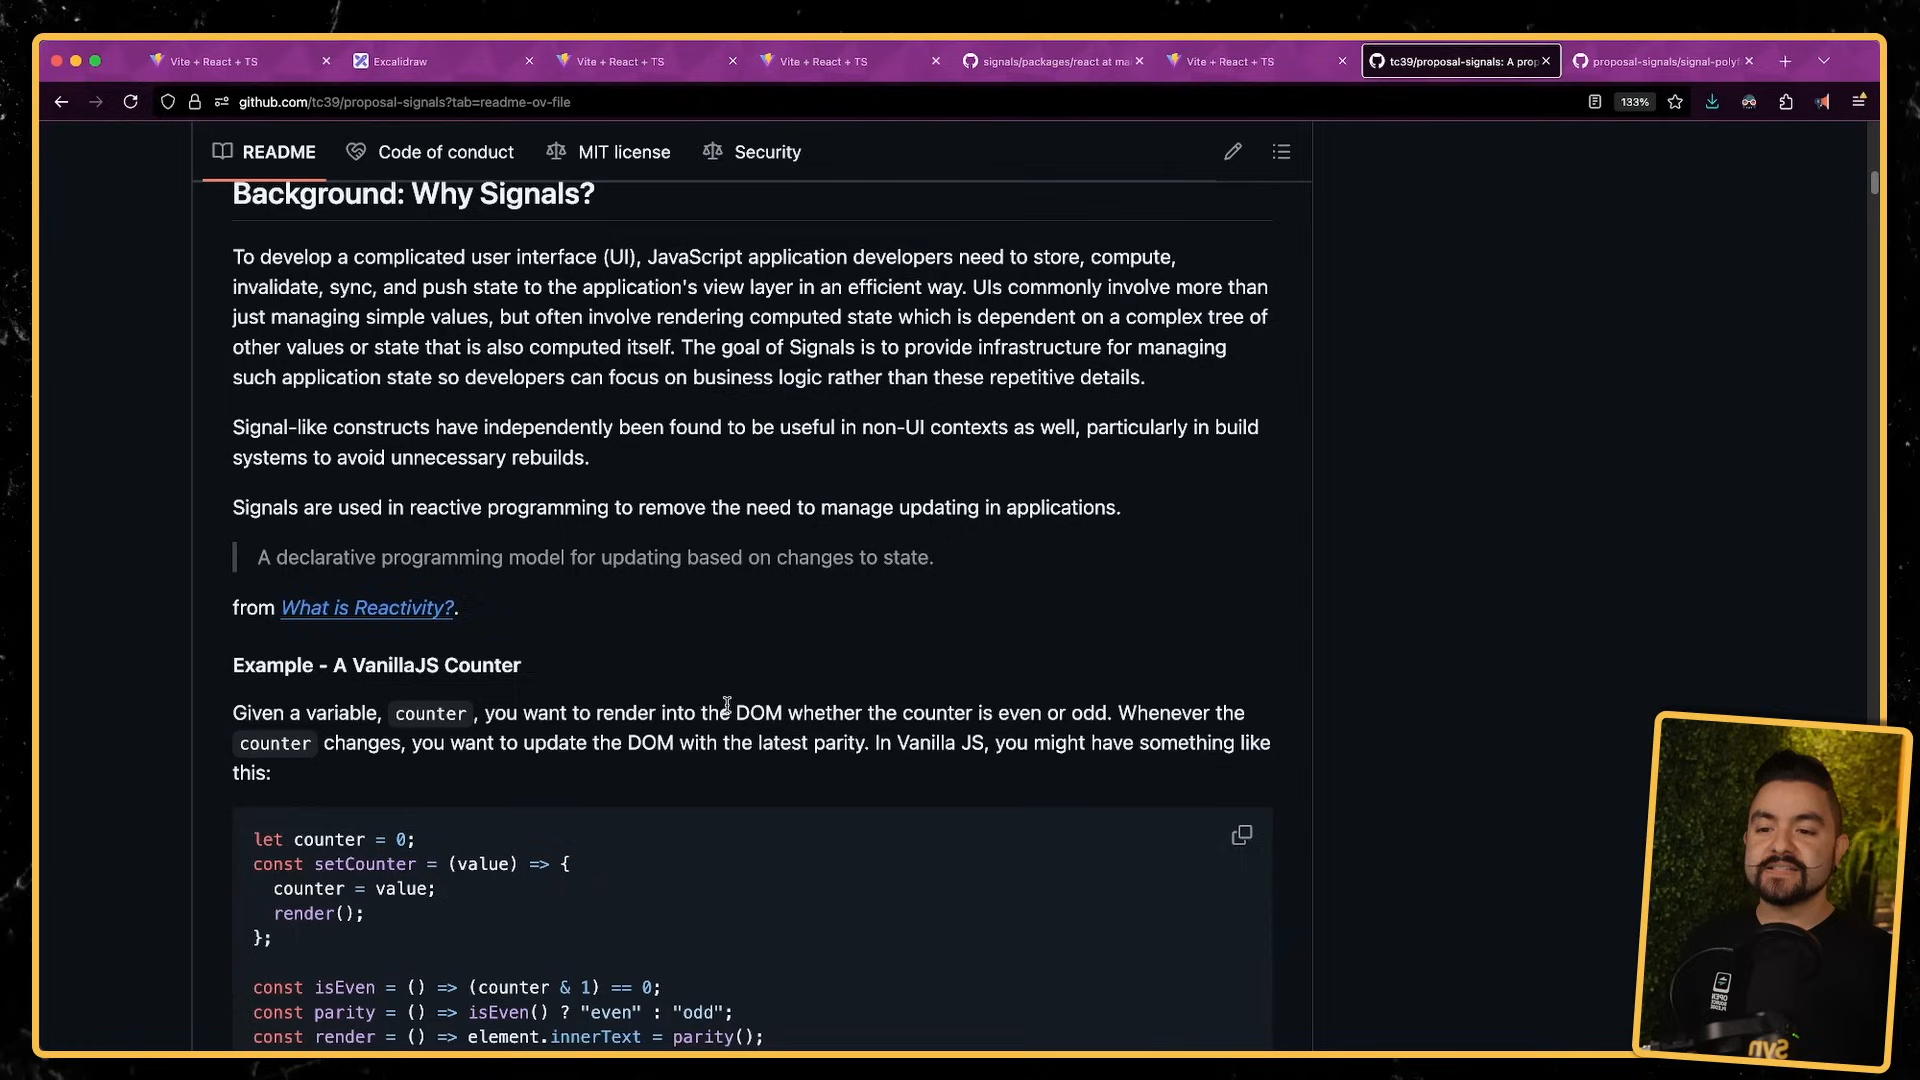 Vite + React + TS
Excalidraw
Vite + React + TS
Vite + React + TS
signals/packages/react at ma
Vite + React + TS
tc39/proposal-signals: A prop
proposal-signals/signal-polyf
github.com/tc39/proposal-signals?tab=readme-ov-file
133%
README
Code of conduct
MIT license
Security
Background: Why Signals?
To develop a complicated user interface (UI), JavaScript application developers need to store, compute,
invalidate, sync, and push state to the application's view layer in an efficient way. UIs commonly involve more than
just managing simple values, but often involve rendering computed state which is dependent on a complex tree of
other values or state that is also computed itself. The goal of Signals is to provide infrastructure for managing
such application state so developers can focus on business logic rather than these repetitive details.
Signal-like constructs have independently been found to be useful in non-UI contexts as well, particularly in build
systems to avoid unnecessary rebuilds.
Signals are used in reactive programming to remove the need to manage updating in applications.
A declarative programming model for updating based on changes to state.
from What is Reactivity?.
Example - A VanillaJS Counter
Given a variable, counter, you want to render into the DOM whether the counter is even or odd. Whenever the
counter changes, you want to update the DOM with the latest parity. In Vanilla JS, you might have something like
this:
let counter = 0;
const setCounter = (value) => {
  counter = value;
  render();
};
const isEven = () => (counter & 1) == 0;
const parity = () => isEven() ? "even" : "odd";
const render = () => element.innerText = parity();
OPEN
SOURCE
PLEDGE
Syn